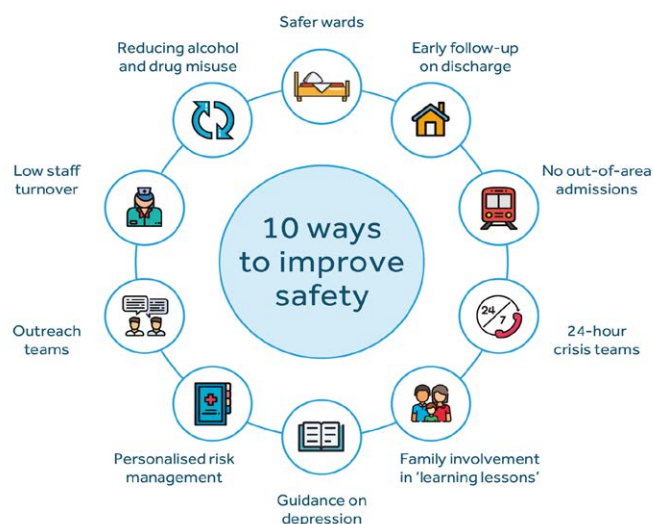 Safer wards
Early follow-up
on discharge
No out-of-area
admissions
24-hour
crisis teams
Family involvement
in 'learning lessons'
Guidance on
depression
Personalised risk
management
Outreach
teams
Low staff
turnover
Reducing alcohol
and drug misuse
10 ways
to improve
safety
24/7